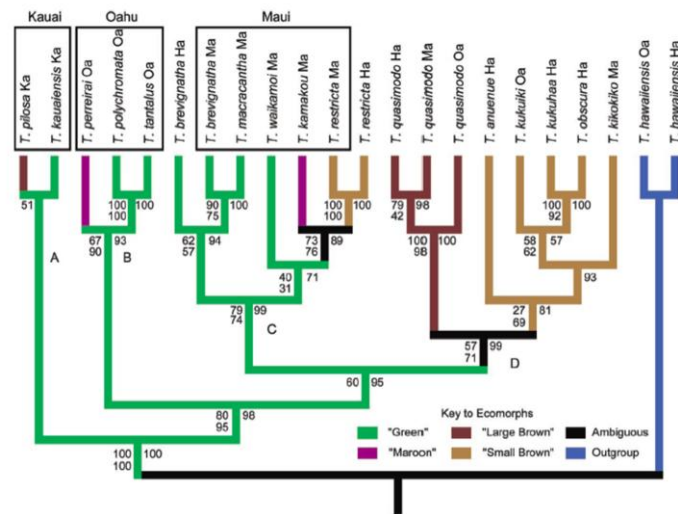 Kauai
Oahu
Maui
T. pilosa Ka
T. kauaiensis Ka
T. perreirai Oa
T. polychromata Oa
T. tantalus Oa
T. brevignatha Ha
T. brevignatha Ma
T. macracantha Ma
T. waikamoi Ma
T. kamakou Ma
T. restricta Ma
T. restricta Ha
T. quasimodo Ha
T. quasimodo Ma
T. quasimodo Oa
T. anuenue Ha
T. kukuiki Oa
T. kukuhaa Ha
T. obscura Ha
T. kikokiko Ma
T. hawaiiensis Oa
T. hawaiiensis Ha
51
100 100
100
90 100
75
100 100
100
79 98
42
100 100
92
67 93
90
62 94
57
73 89
76
100 100
98
58 57
62
A
B
40 71
31
93
79 99
74
C
27 81
69
57 99
71
D
60 95
80 98
95
100 100
100
Key to Ecomorphs
"Green" "Large Brown" Ambiguous
"Maroon" "Small Brown" Outgroup